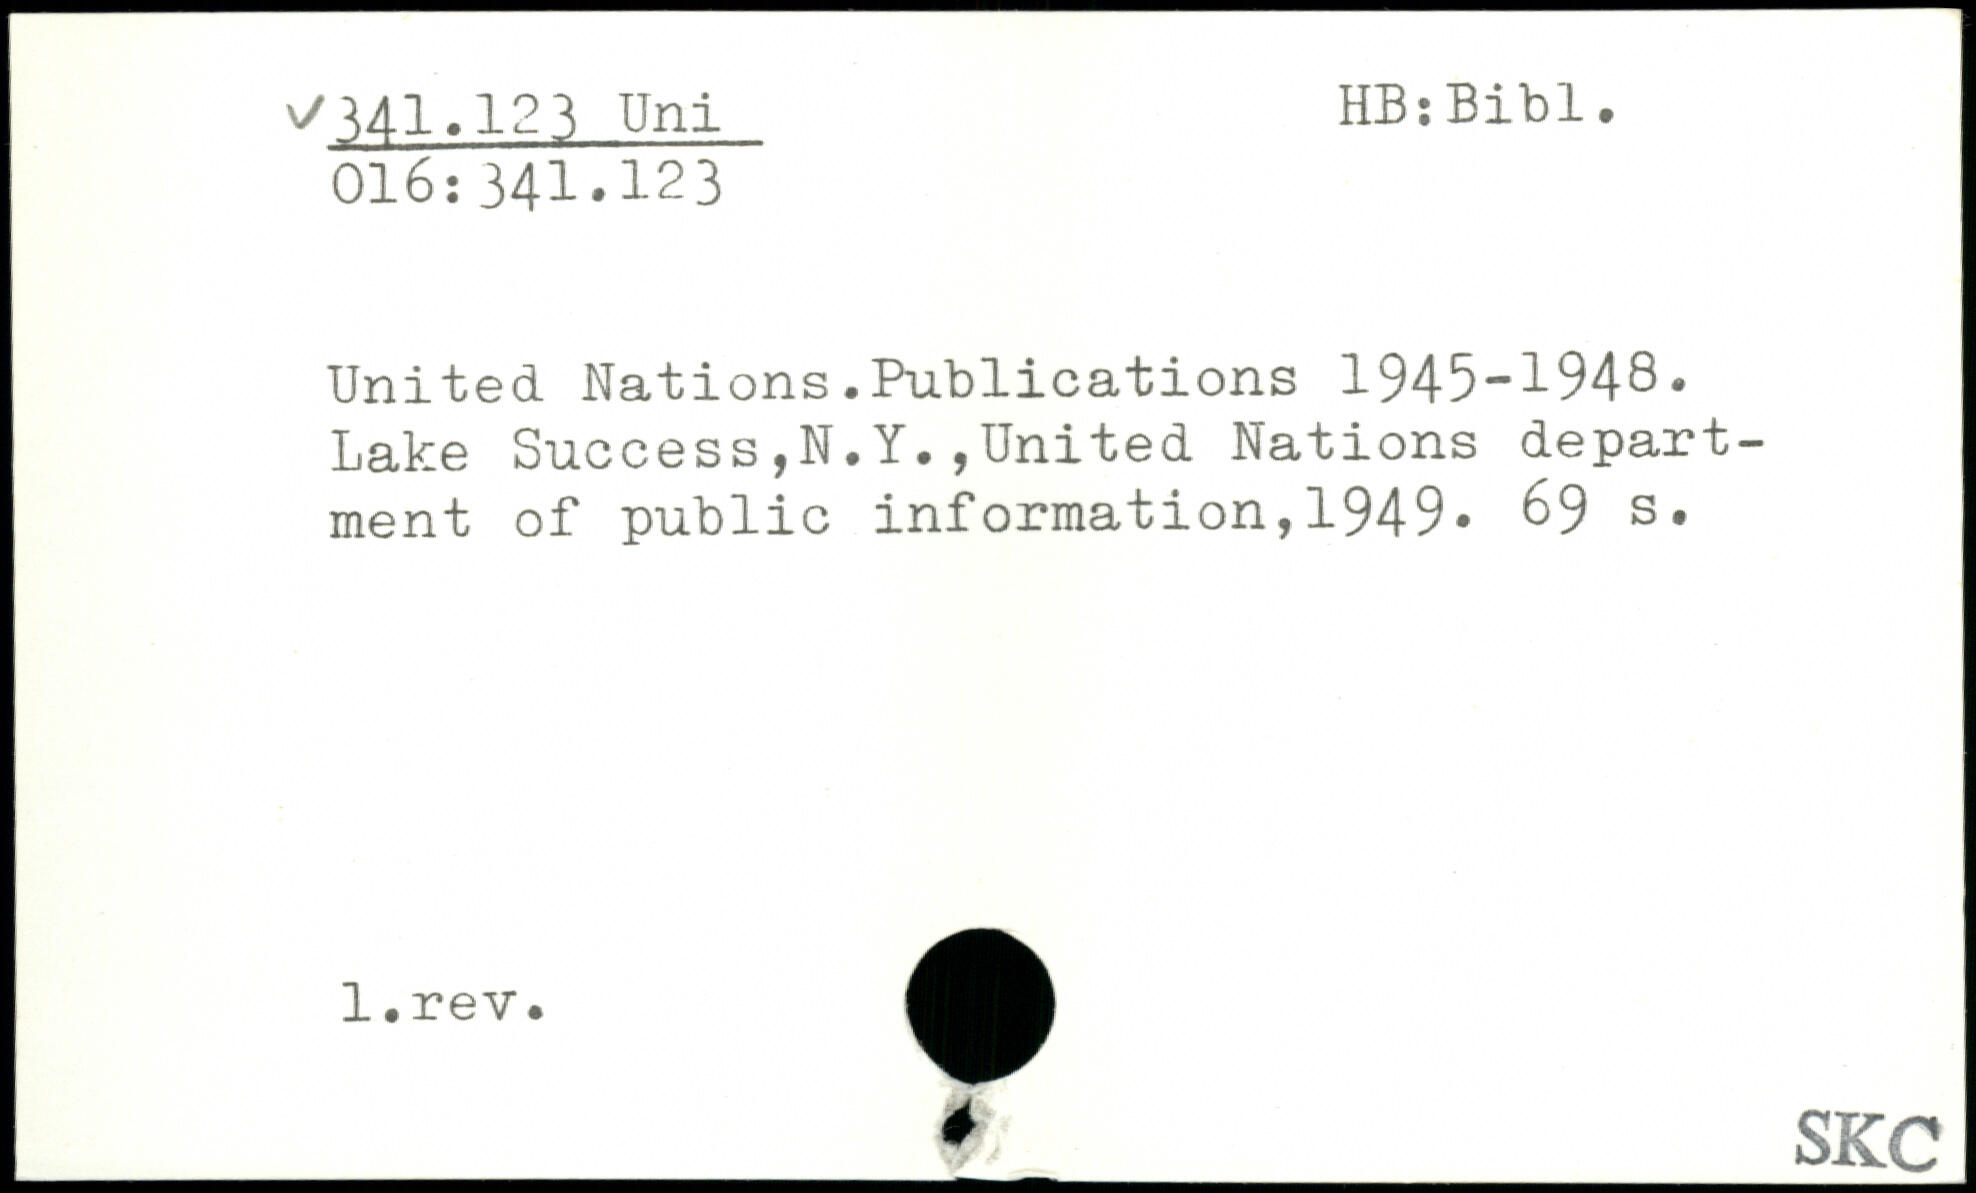 ✓341.123 Uni
HB:Bibl.
016:341.123
United Nations.Publications 1945-1948.
Lake Success,N.Y.,United Nations depart-
ment of public information,1949. 69 s.
1.rev.
SKC